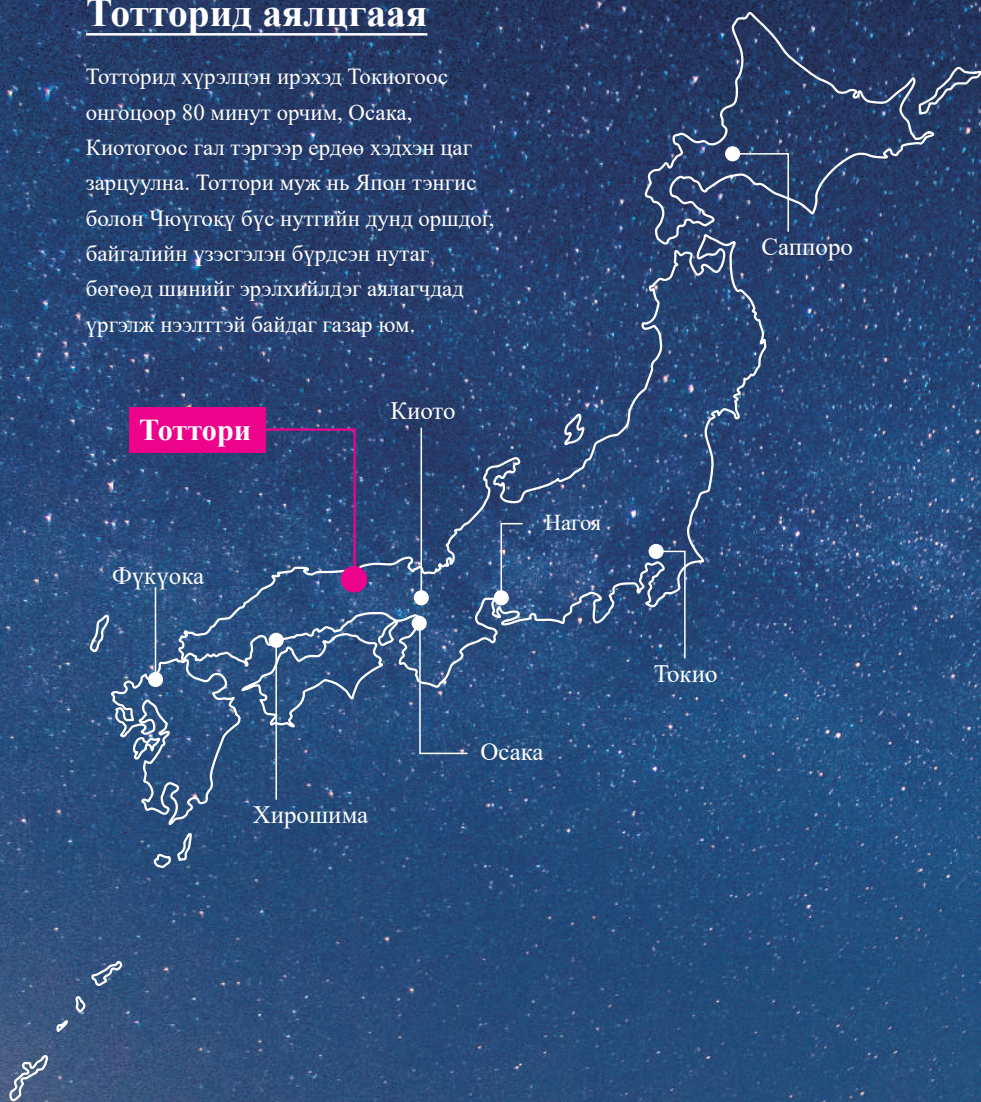 Тотторид аялцгаая
Тотторид хүрэлцэн ирэхэд Токиогоос
онгоцоор 80 минут орчим, Осака,
Киотогоос гал тэргээр ердөө хэдхэн цаг
зарцуулна. Тоттори муж нь Япон тэнгис
болон Чюүгокү бүс нутгийн дунд оршдог,
байгалийн үзэсгэлэн бүрдсэн нутаг
бөгөөд шинийг эрэлхийлдэг аялагчдад
үргэлж нээлттэй байдаг газар юм.
Саппоро
Киото
Тоттори
Нагоя
Фүкүока
Токио
Осака
Хирошима